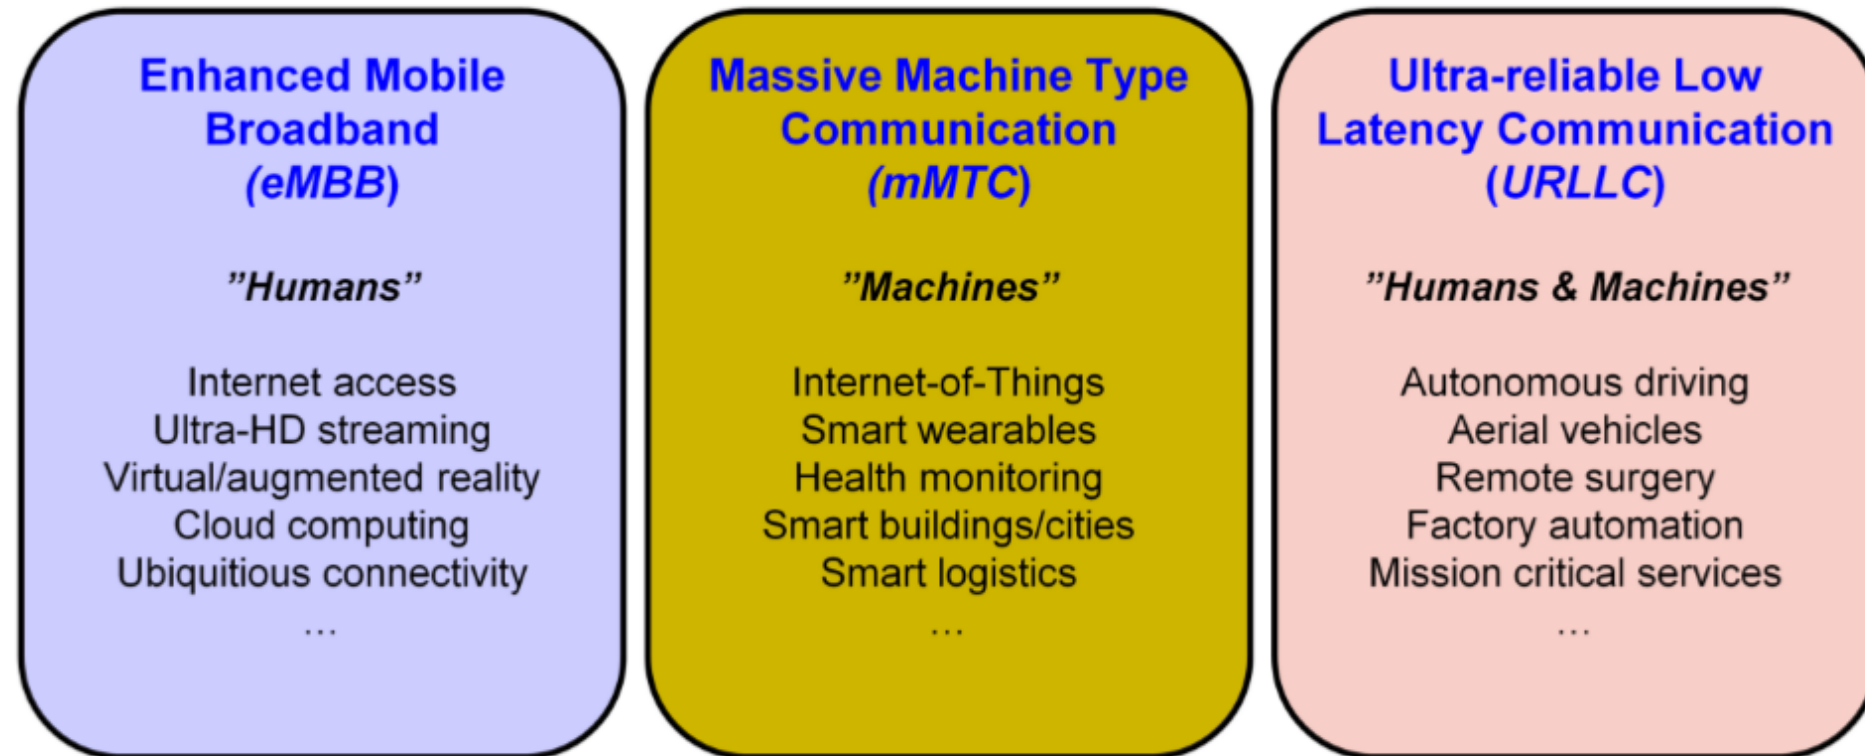 Enhanced Mobile
Broadband
(eMBB)
”Humans”
Internet access
Ultra-HD streaming
Virtual/augmented reality
Cloud computing
Ubiquitious connectivity
…
Massive Machine Type
Communication
(mMTC)
”Machines”
Internet-of-Things
Smart wearables
Health monitoring
Smart buildings/cities
Smart logistics
…
Ultra-reliable Low
Latency Communication
(URLLC)
”Humans & Machines”
Autonomous driving
Aerial vehicles
Remote surgery
Factory automation
Mission critical services
…